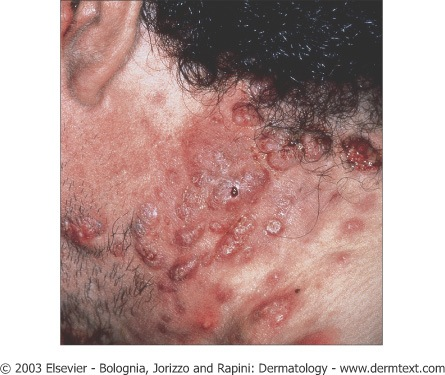 © 2003 Elsevier - Bolognia, Jorizzo and Rapini: Dermatology - www.dermtext.com